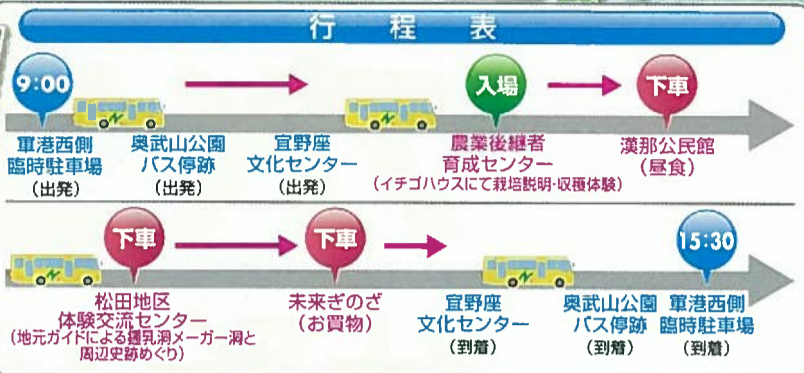 行程表
9:00
入場
下車
軍港西側
臨時駐車場
(出発)
奥武山公園
バス停跡
(出発)
宜野座
文化センター
(出発)
農業後継者
育成センター
(イチゴハウスにて栽培説明・収穫体験)
漢那公民館
(昼食)
下車
下車
15:30
松田地区
体験交流センター
(地元ガイドによる鍾乳洞メーガー洞と
周辺史跡めぐり)
未来ぎのざ
(お買物)
宜野座
文化センター
(到着)
奥武山公園
バス停跡
(到着)
軍港西側
臨時駐車場
(到着)